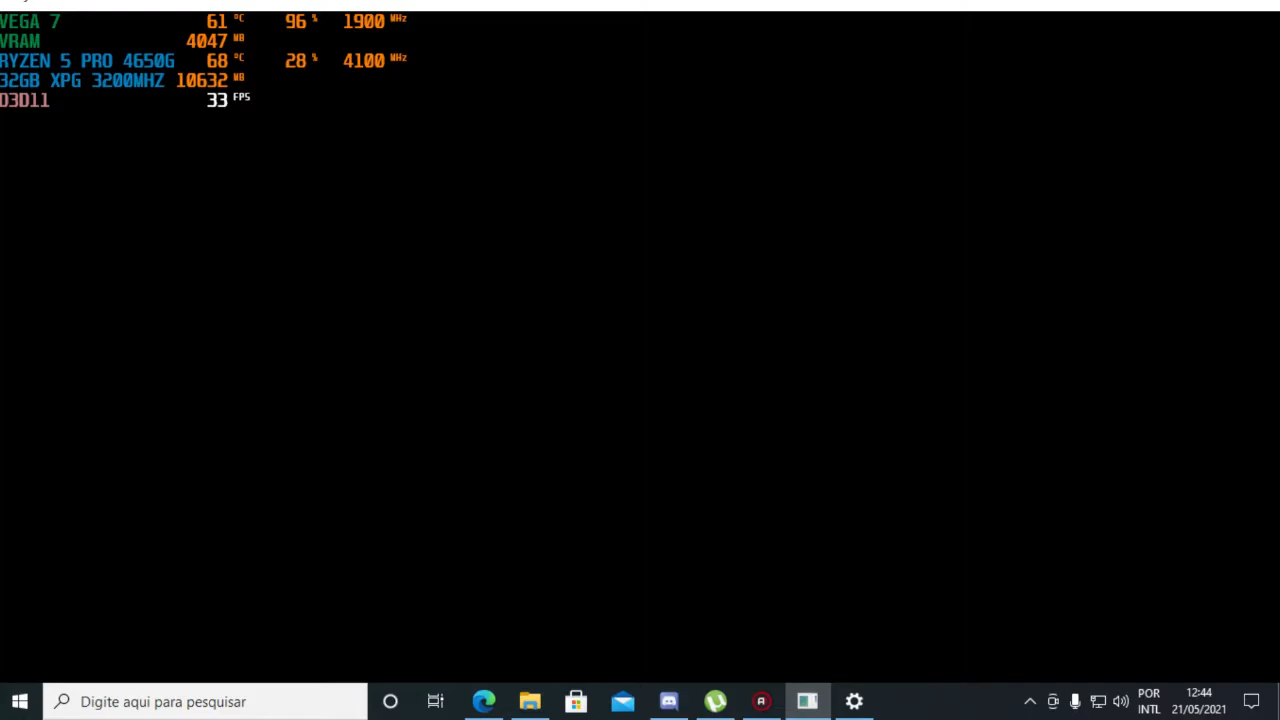 VEGA 7 61 °C 96 % 1900 MHz
VRAM 4047 MB
RYZEN 5 PRO 4650G 68 °C 28 % 4100 MHz
32GB XPG 3200MHZ 10632 MB
D3D11 33 FPS
Digite aqui para pesquisar
POR 12:44
INTL 21/05/2021